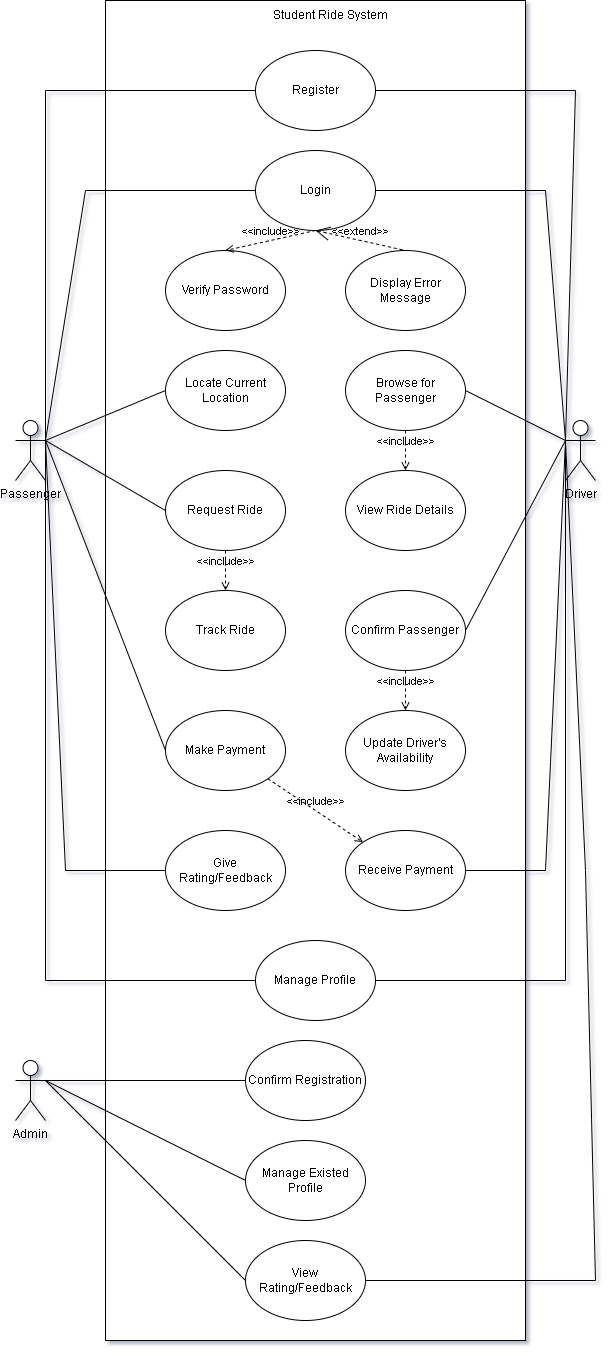 Student Ride System
Register
Login
<<include>>
<<extend>>
Verify Password
Display Error
Message
Locate Current
Location
Browse for
Passenger
<<include>>
Passenger
Driver
Request Ride
View Ride Details
<<include>>
Track Ride
Confirm Passenger
<<include>>
Make Payment
Update Driver's
Availability
<<include>>
Give
Rating/Feedback
Receive Payment
Manage Profile
Admin
Confirm Registration
Manage Existed
Profile
View
Rating/Feedback